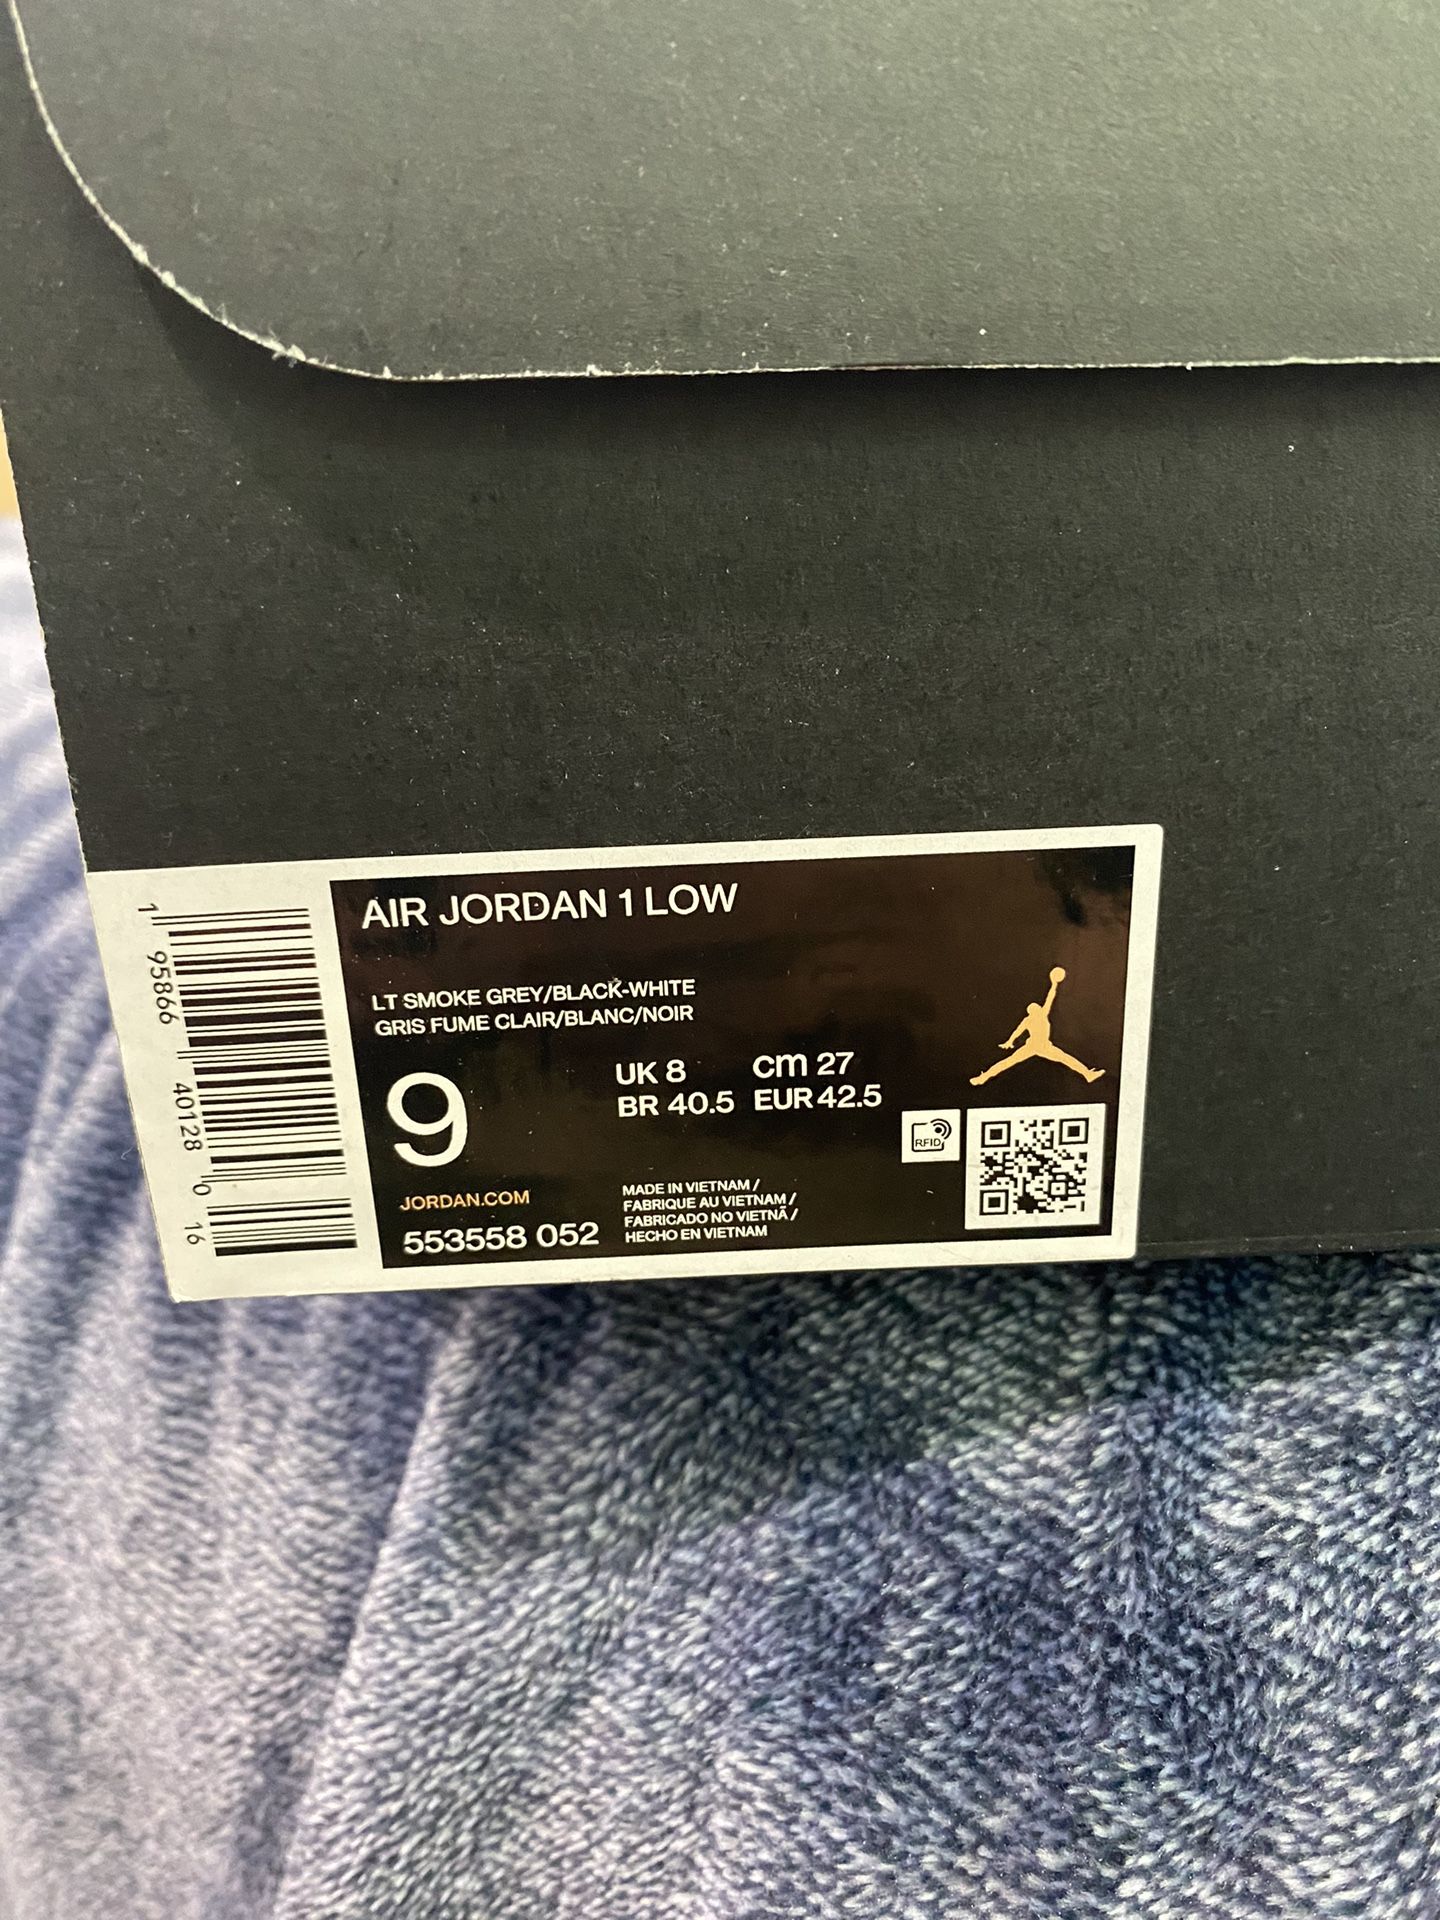 AIR JORDAN 1 LOW
LT SMOKE GREY/BLACK-WHITE
GRIS FUME CLAIR/BLANC/NOIR
9
UK 8 cm 27
BR 40.5 EUR 42.5
RFID
JORDAN.COM
553558 052
MADE IN VIETNAM /
FABRIQUE AU VIETNAM /
FABRICADO NO VIETNÃ /
HECHO EN VIETNAM
1 95866 40128 0 16